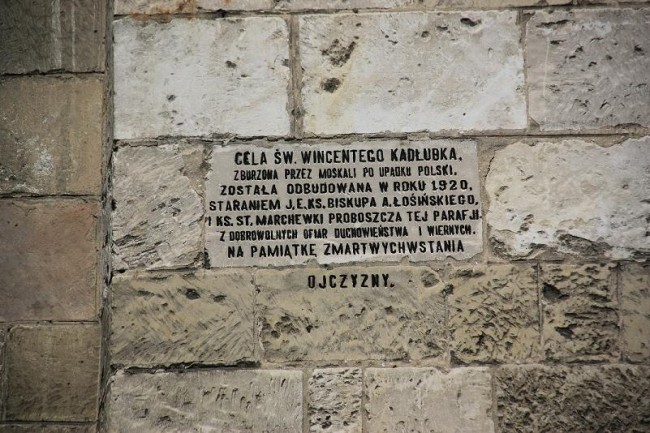 CELA ŚW. WINCENTEGO KADŁUBKA,
ZBURZONA PRZEZ MOSKALI PO UPADKU POLSKI,
ZOSTAŁA ODBUDOWANA W ROKU 1920,
STARANIEM J,E,KS,BISKUPA A.ŁOSIŃSKIEGO,
I KS.ST, MARCHEWKI PROBOSZCZA TEJ PARAFJI
Z DOBROWOLNYCH OFIAR DUCHOWIEŃSTWA I WIERNYCH.
NA PAMIĄTKĘ ZMARTWYCHWSTANIA
OJCZYZNY.